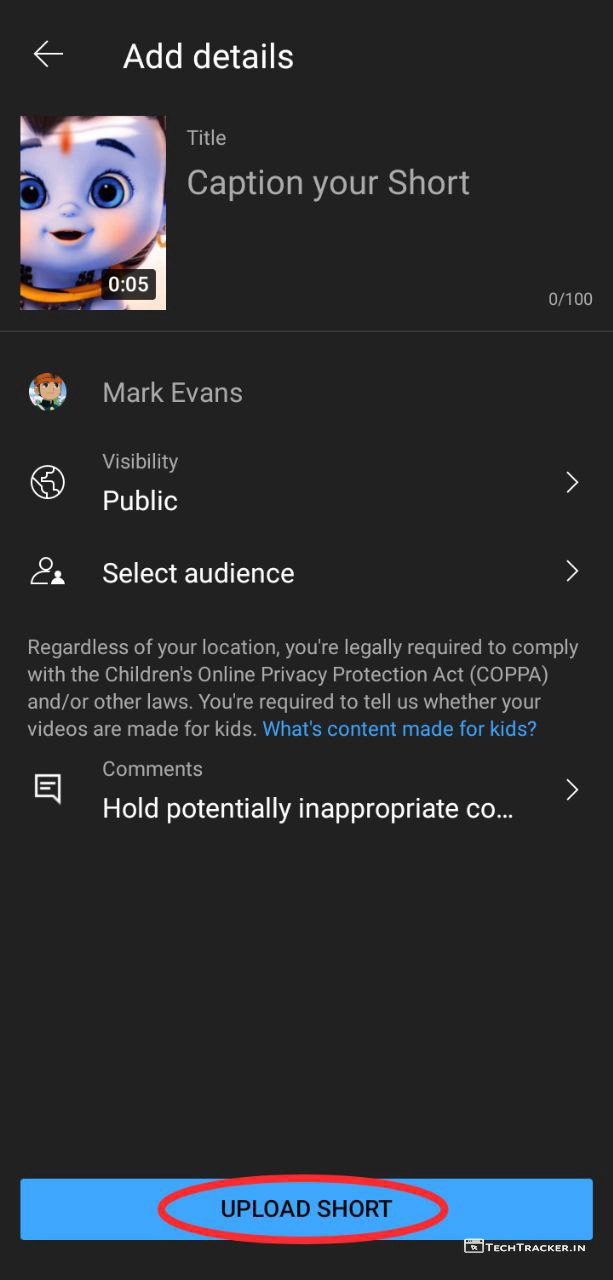 Add details
Title
Caption your Short
0:05
0/100
Mark Evans
Visibility
Public
Select audience
Regardless of your location, you're legally required to comply
with the Children's Online Privacy Protection Act (COPPA)
and/or other laws. You're required to tell us whether your
videos are made for kids. What's content made for kids?
Comments
Hold potentially inappropriate co...
UPLOAD SHORT
TECHTRACKER.IN